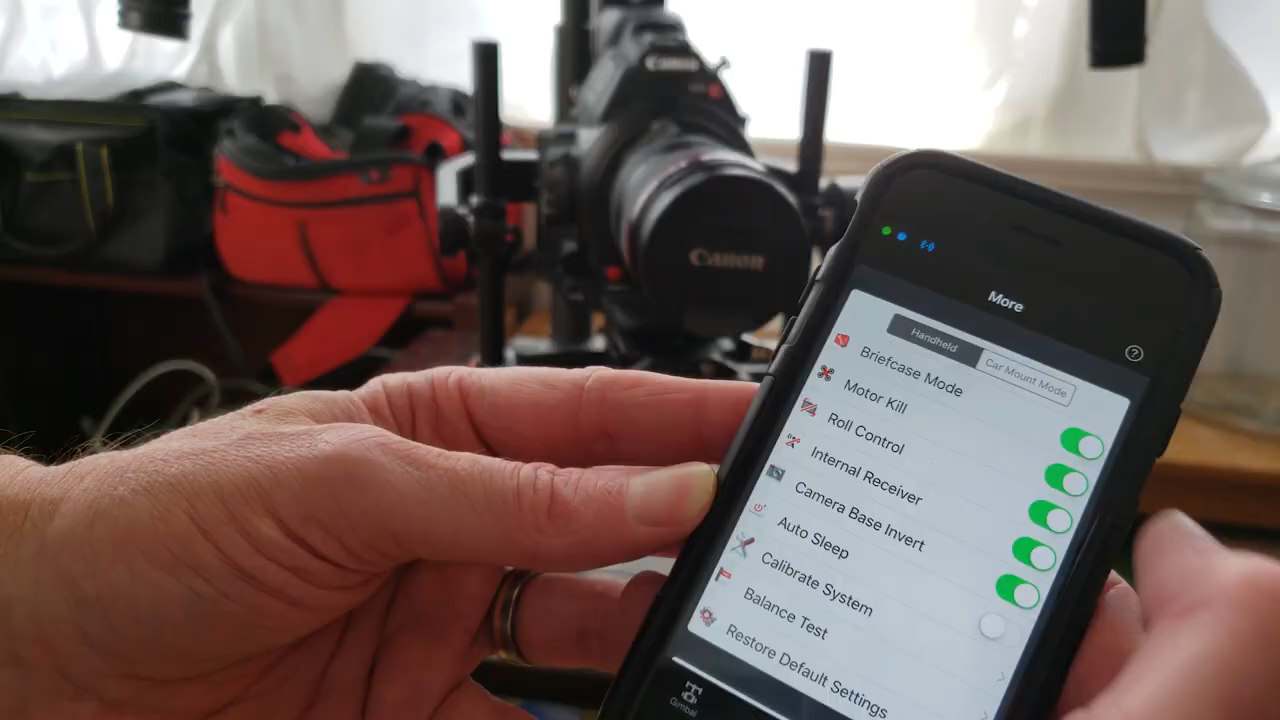 Canon
Canon
More
?
Handheld
Car Mount Mode
Briefcase Mode
Motor Kill
Roll Control
Internal Receiver
Camera Base Invert
Auto Sleep
Calibrate System
Balance Test
Restore Default Settings
Gimbal